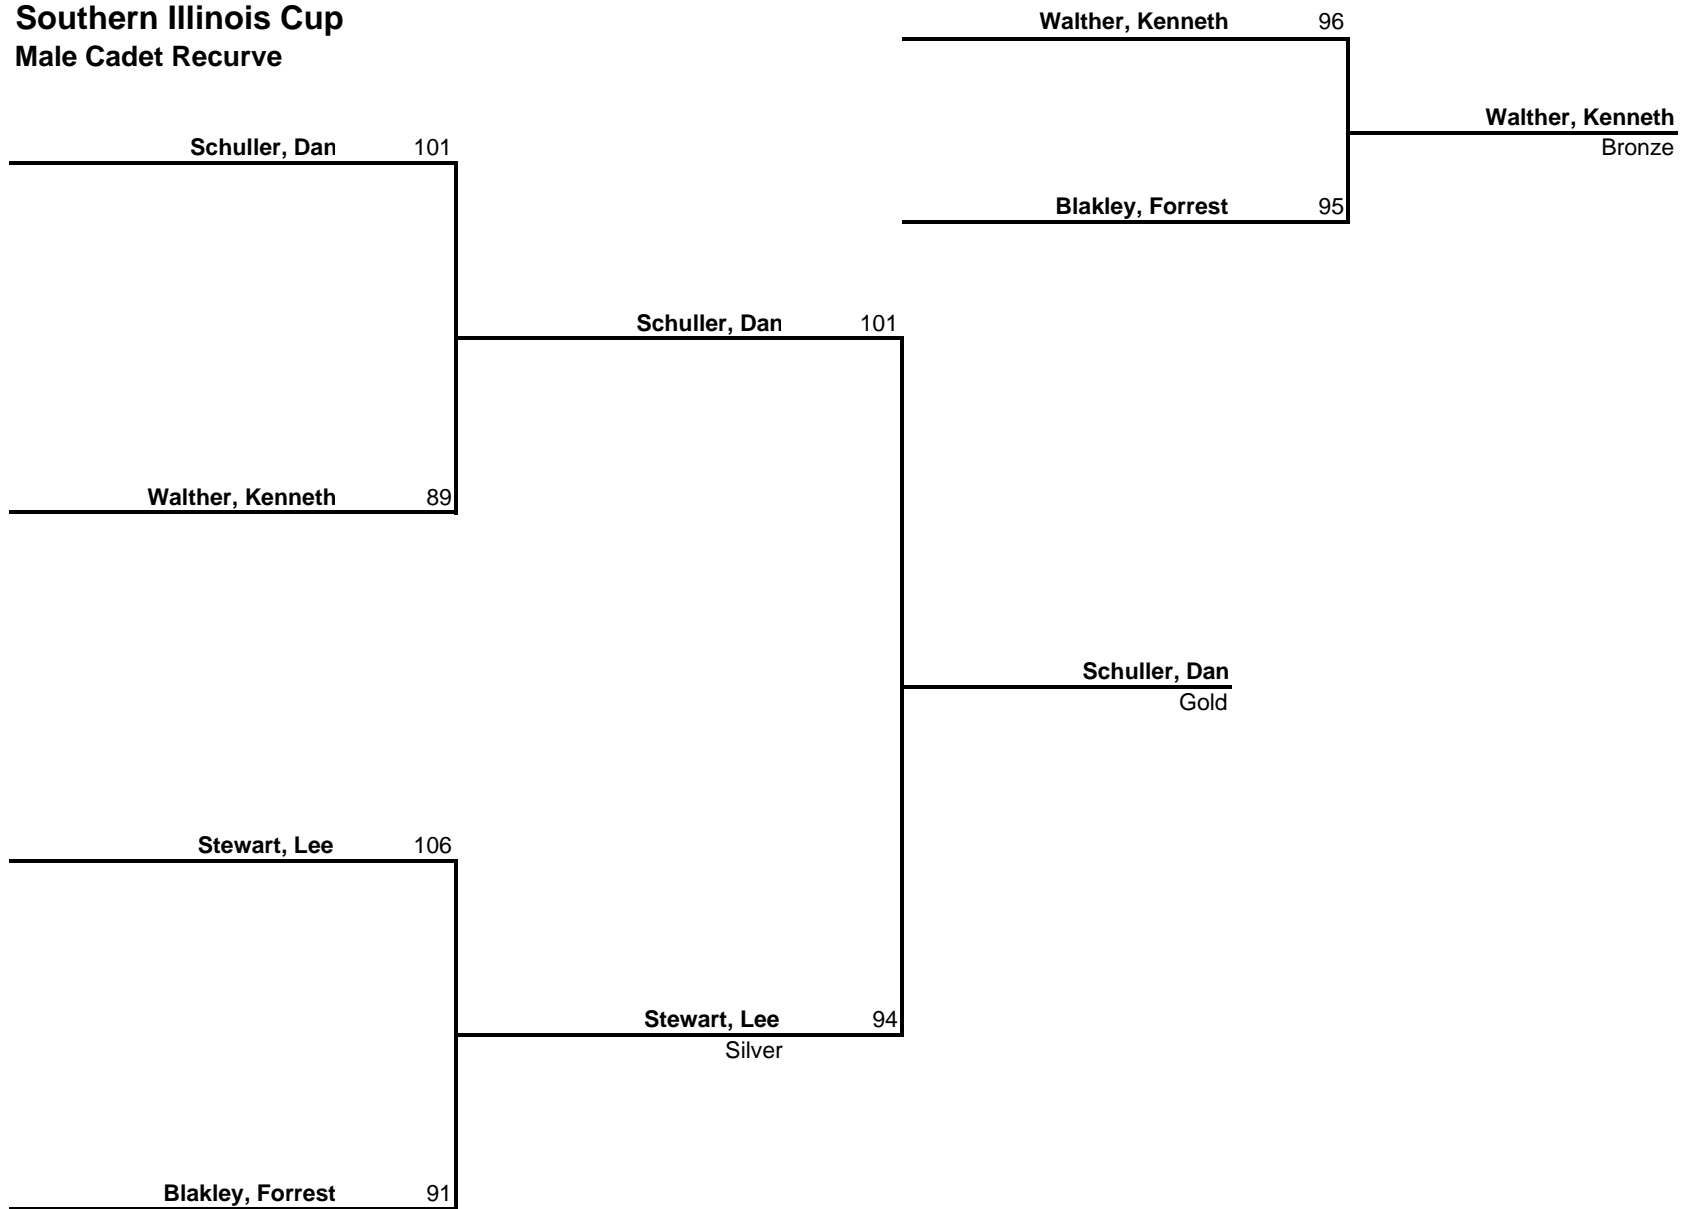 Southern Illinois Cup
Male Cadet Recurve
Walther, Kenneth 96
Walther, Kenneth
Bronze
Blakley, Forrest 95
Schuller, Dan 101
Schuller, Dan 101
Walther, Kenneth 89
Schuller, Dan
Gold
Stewart, Lee 106
Stewart, Lee 94
Silver
Blakley, Forrest 91